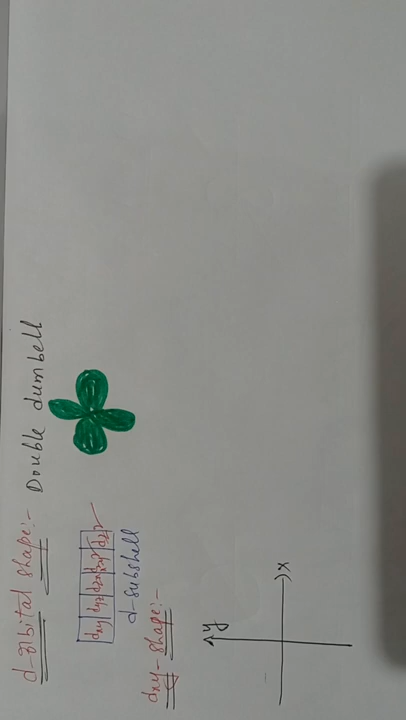 d-orbital shape:- Double dumbell
dxy dyz dzx dx²-y² dz²
d-subshell
dxy-shape:-
y
x